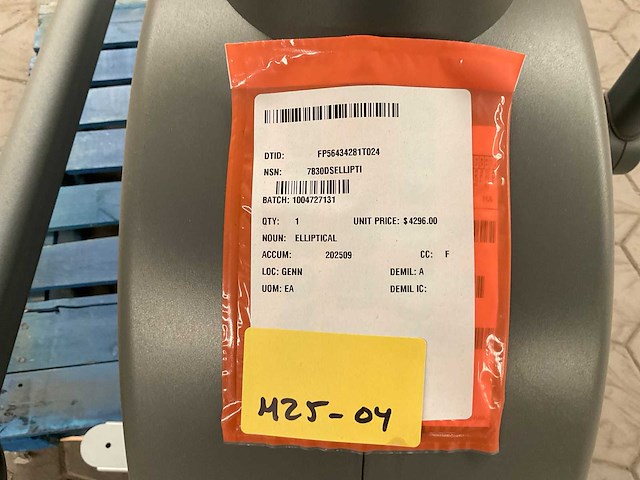 DTID: FP56434281T024
NSN: 7830DSELLIPTI
BATCH: 1004727131
QTY: 1 UNIT PRICE: $4296.00
NOUN: ELLIPTICAL
ACCUM: 202509 CC: F
LOC: GENN DEMIL: A
UOM: EA DEMIL IC:
M25-04